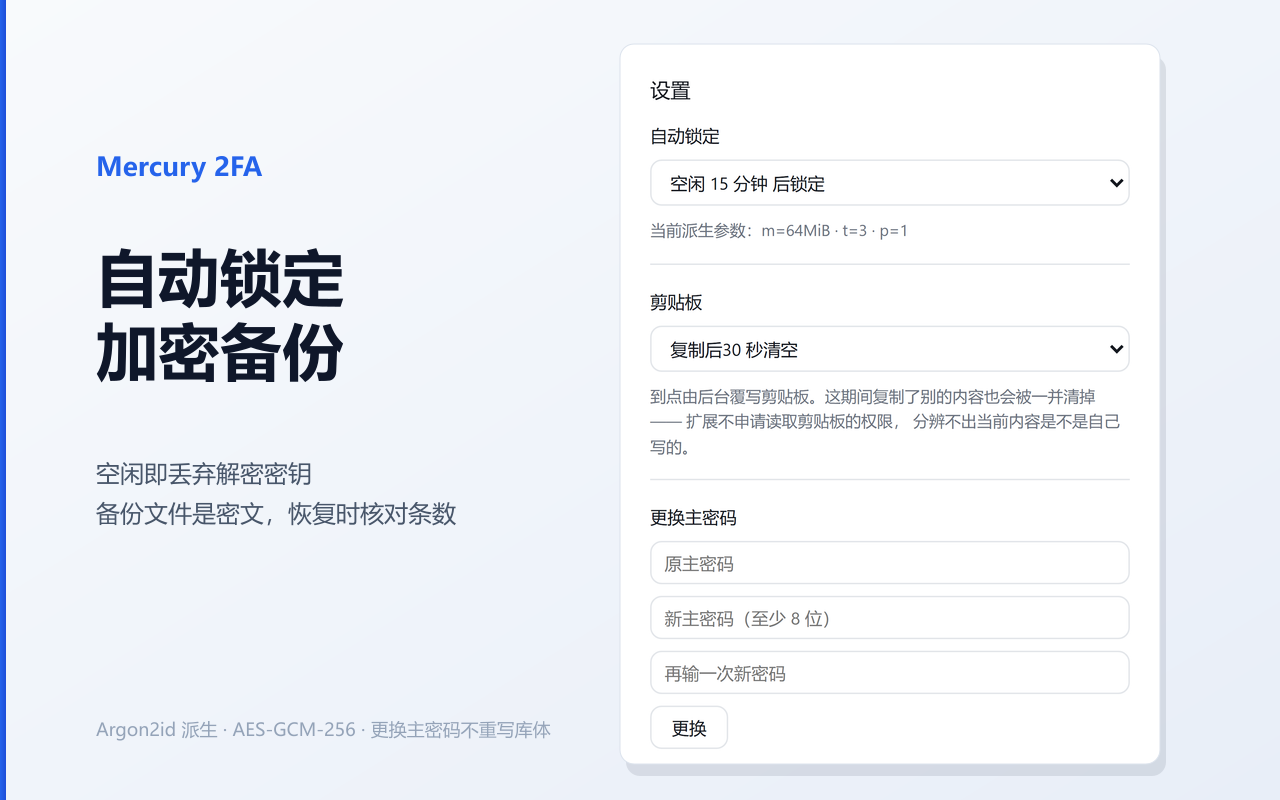 Mercury 2FA
自动锁定
加密备份
空闲即丢弃解密密钥
备份文件是密文，恢复时核对条数
Argon2id 派生 · AES-GCM-256 · 更换主密码不重写库体
设置
自动锁定
空闲 15 分钟 后锁定
当前派生参数：m=64MiB · t=3 · p=1
剪贴板
复制后30 秒清空
到点由后台覆写剪贴板。这期间复制了别的内容也会被一并清掉
—— 扩展不申请读取剪贴板的权限， 分辨不出当前内容是不是自己
写的。
更换主密码
原主密码
新主密码（至少 8 位）
再输一次新密码
更换